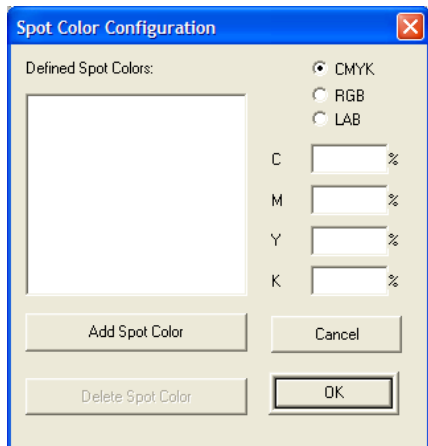 Spot Color Configuration
Defined Spot Colors:
CMYK
RGB
LAB
C %
M %
Y %
K %
Add Spot Color
Cancel
Delete Spot Color
OK